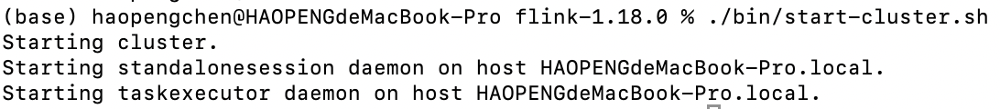 (base) haopengchen@HAOPENGdeMacBook-Pro flink-1.18.0 % ./bin/start-cluster.sh
Starting cluster.
Starting standalonesession daemon on host HAOPENGdeMacBook-Pro.local.
Starting taskexecutor daemon on host HAOPENGdeMacBook-Pro.local.